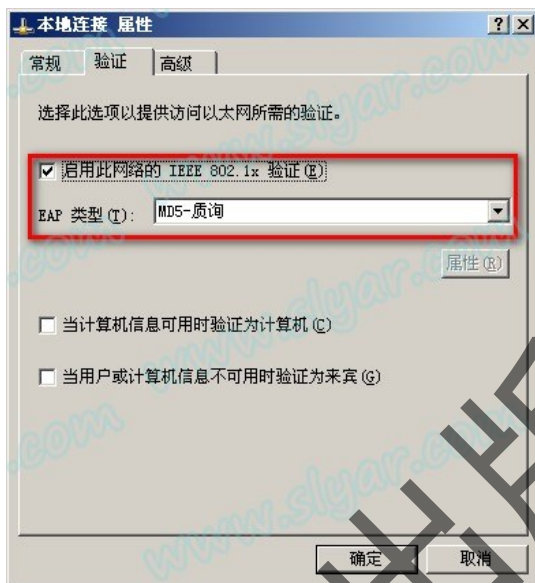 本地连接 属性
常规 验证 高级
选择此选项以提供访问以太网所需的验证。
启用此网络的 IEEE 802.1x 验证(E)
EAP 类型(T): MD5-质询
属性(R)
当计算机信息可用时验证为计算机(C)
当用户或计算机信息不可用时验证为来宾(G)
确定 取消
www.slyar.com